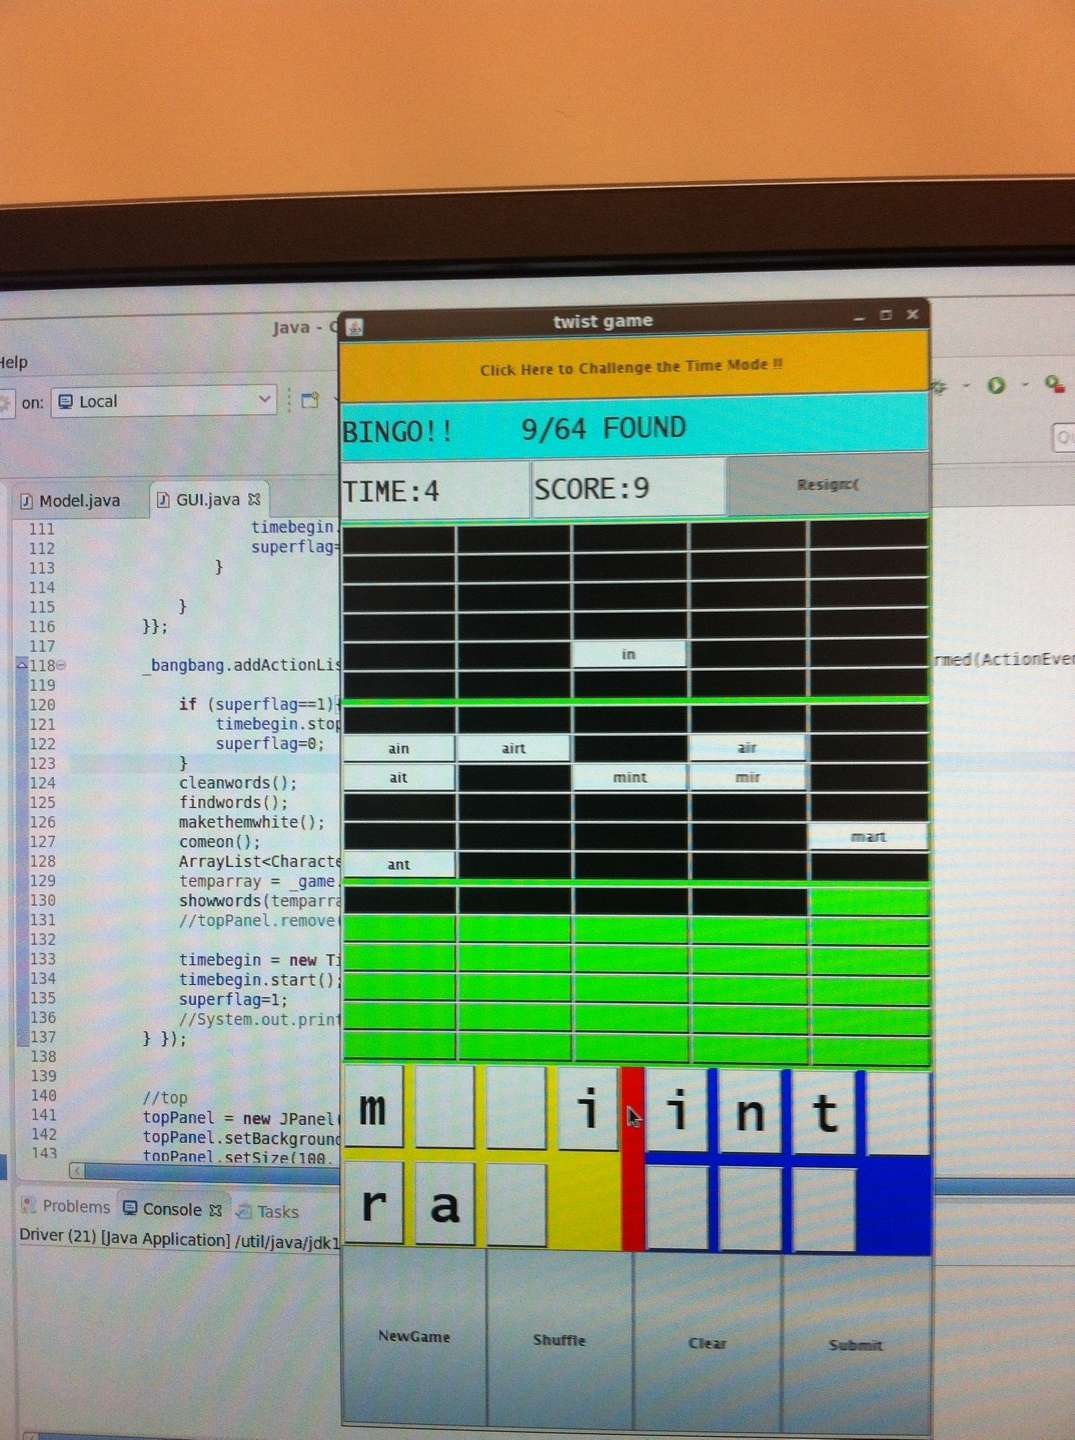 Java - C
twist game
Help
Click Here to Challenge the Time Mode !!
on: Local
BINGO!! 9/64 FOUND
TIME:4 SCORE:9 Resign:(
Model.java GUI.java
111 timebegin.
112 superflag=
113 }
114
115 }
116 }};
117
in
118 _bangbang.addActionLis
rmed(ActionEver
119
120 if (superflag==1){
121 timebegin.stop
122 superflag=0;
123 }
124 cleanwords();
125 findwords();
126 makethemwhite();
127 comeon();
128 ArrayList<Characte
129 temparray = _game.
130 showwords(temparra
131 //topPanel.remove(
132
133 timebegin = new Ti
134 timebegin.start();
135 superflag=1;
136 //System.out.print
137 } });
138
139
140 //top
141 topPanel = new JPanel(
142 topPanel.setBackground
143 topPanel.setSize(100.
ain airt air
ait mint mir
mart
ant
m i i n t
r a
Problems Console Tasks
Driver (21) [Java Application] /util/java/jdk1
NewGame Shuffle Clear Submit